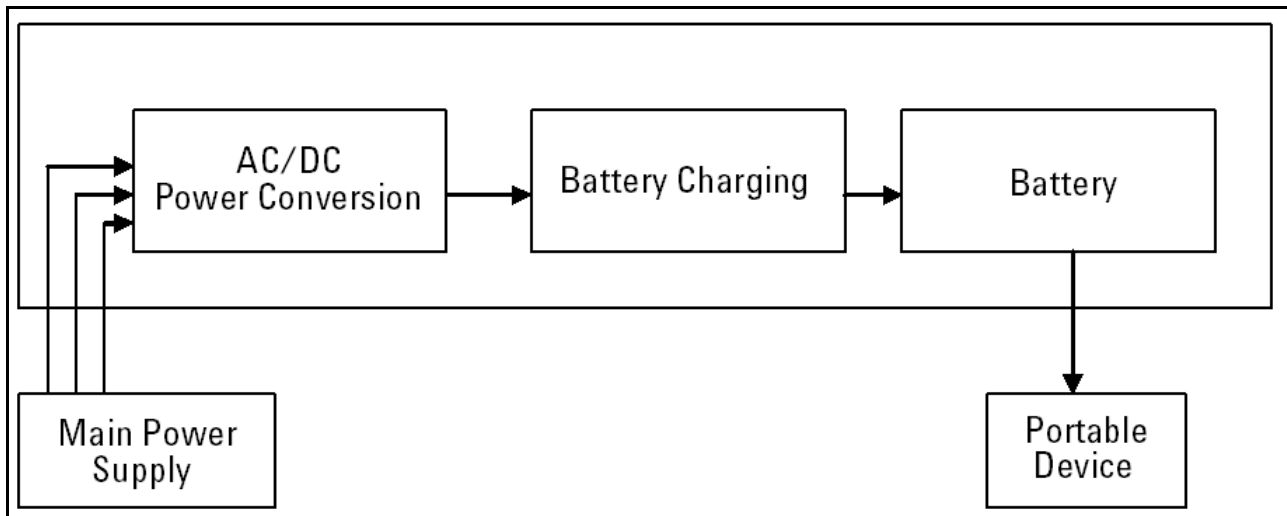 AC/DC
Power Conversion
Battery Charging
Battery
Main Power
Supply
Portable
Device